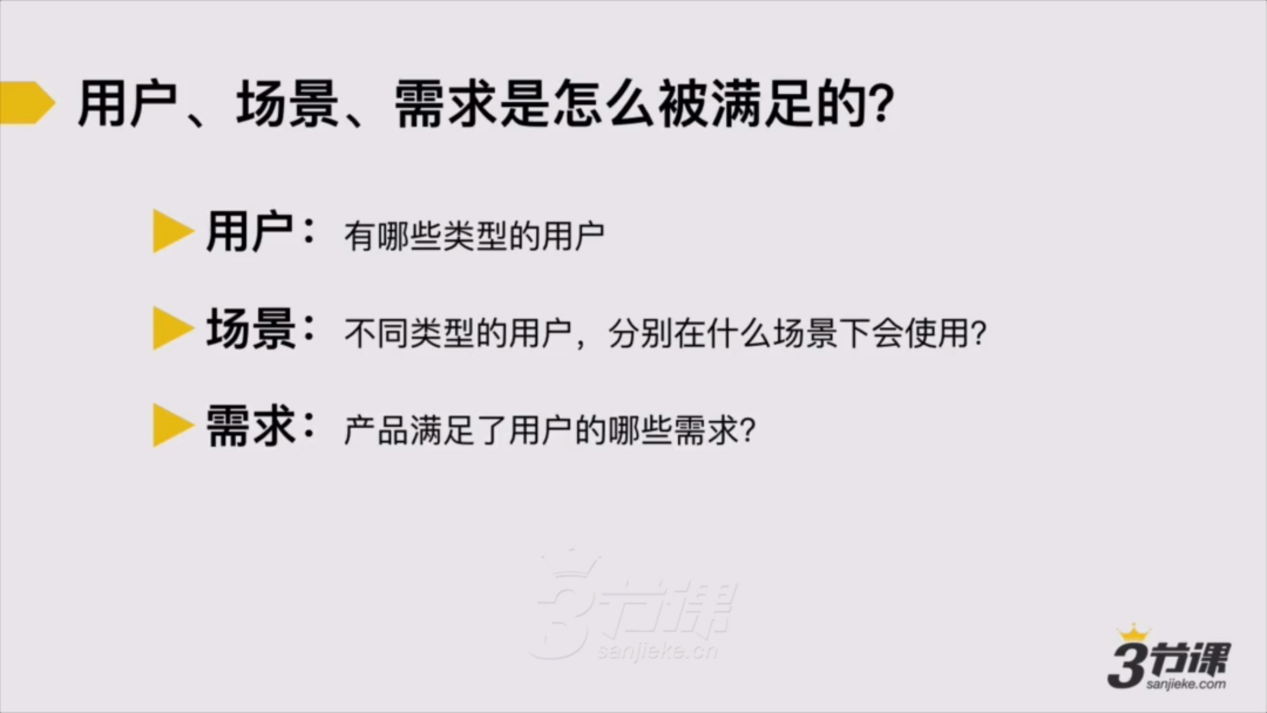 用户、场景、需求是怎么被满足的？
用户：有哪些类型的用户
场景：不同类型的用户，分别在什么场景下会使用？
需求：产品满足了用户的哪些需求？
3节课
sanjieke.cn
3节课
sanjieke.com